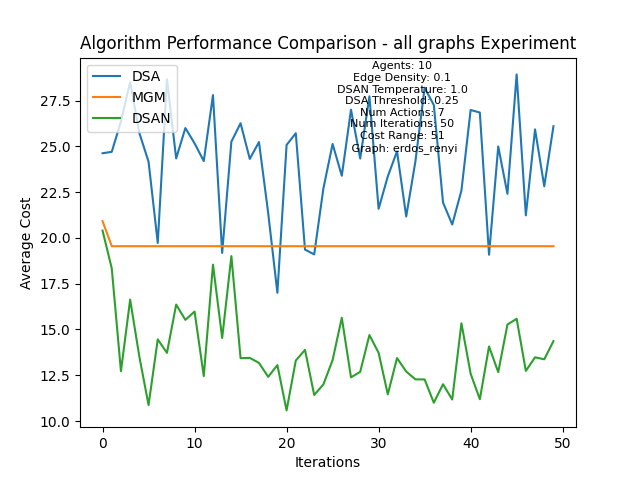 Algorithm Performance Comparison - all graphs Experiment
DSA
MGM
DSAN
Agents: 10
Edge Density: 0.1
DSAN Temperature: 1.0
DSA Threshold: 0.25
Num Actions: 7
Num Iterations: 50
Cost Range: 51
Graph: erdos_renyi
Average Cost
27.5
25.0
22.5
20.0
17.5
15.0
12.5
10.0
0
10
20
30
40
50
Iterations